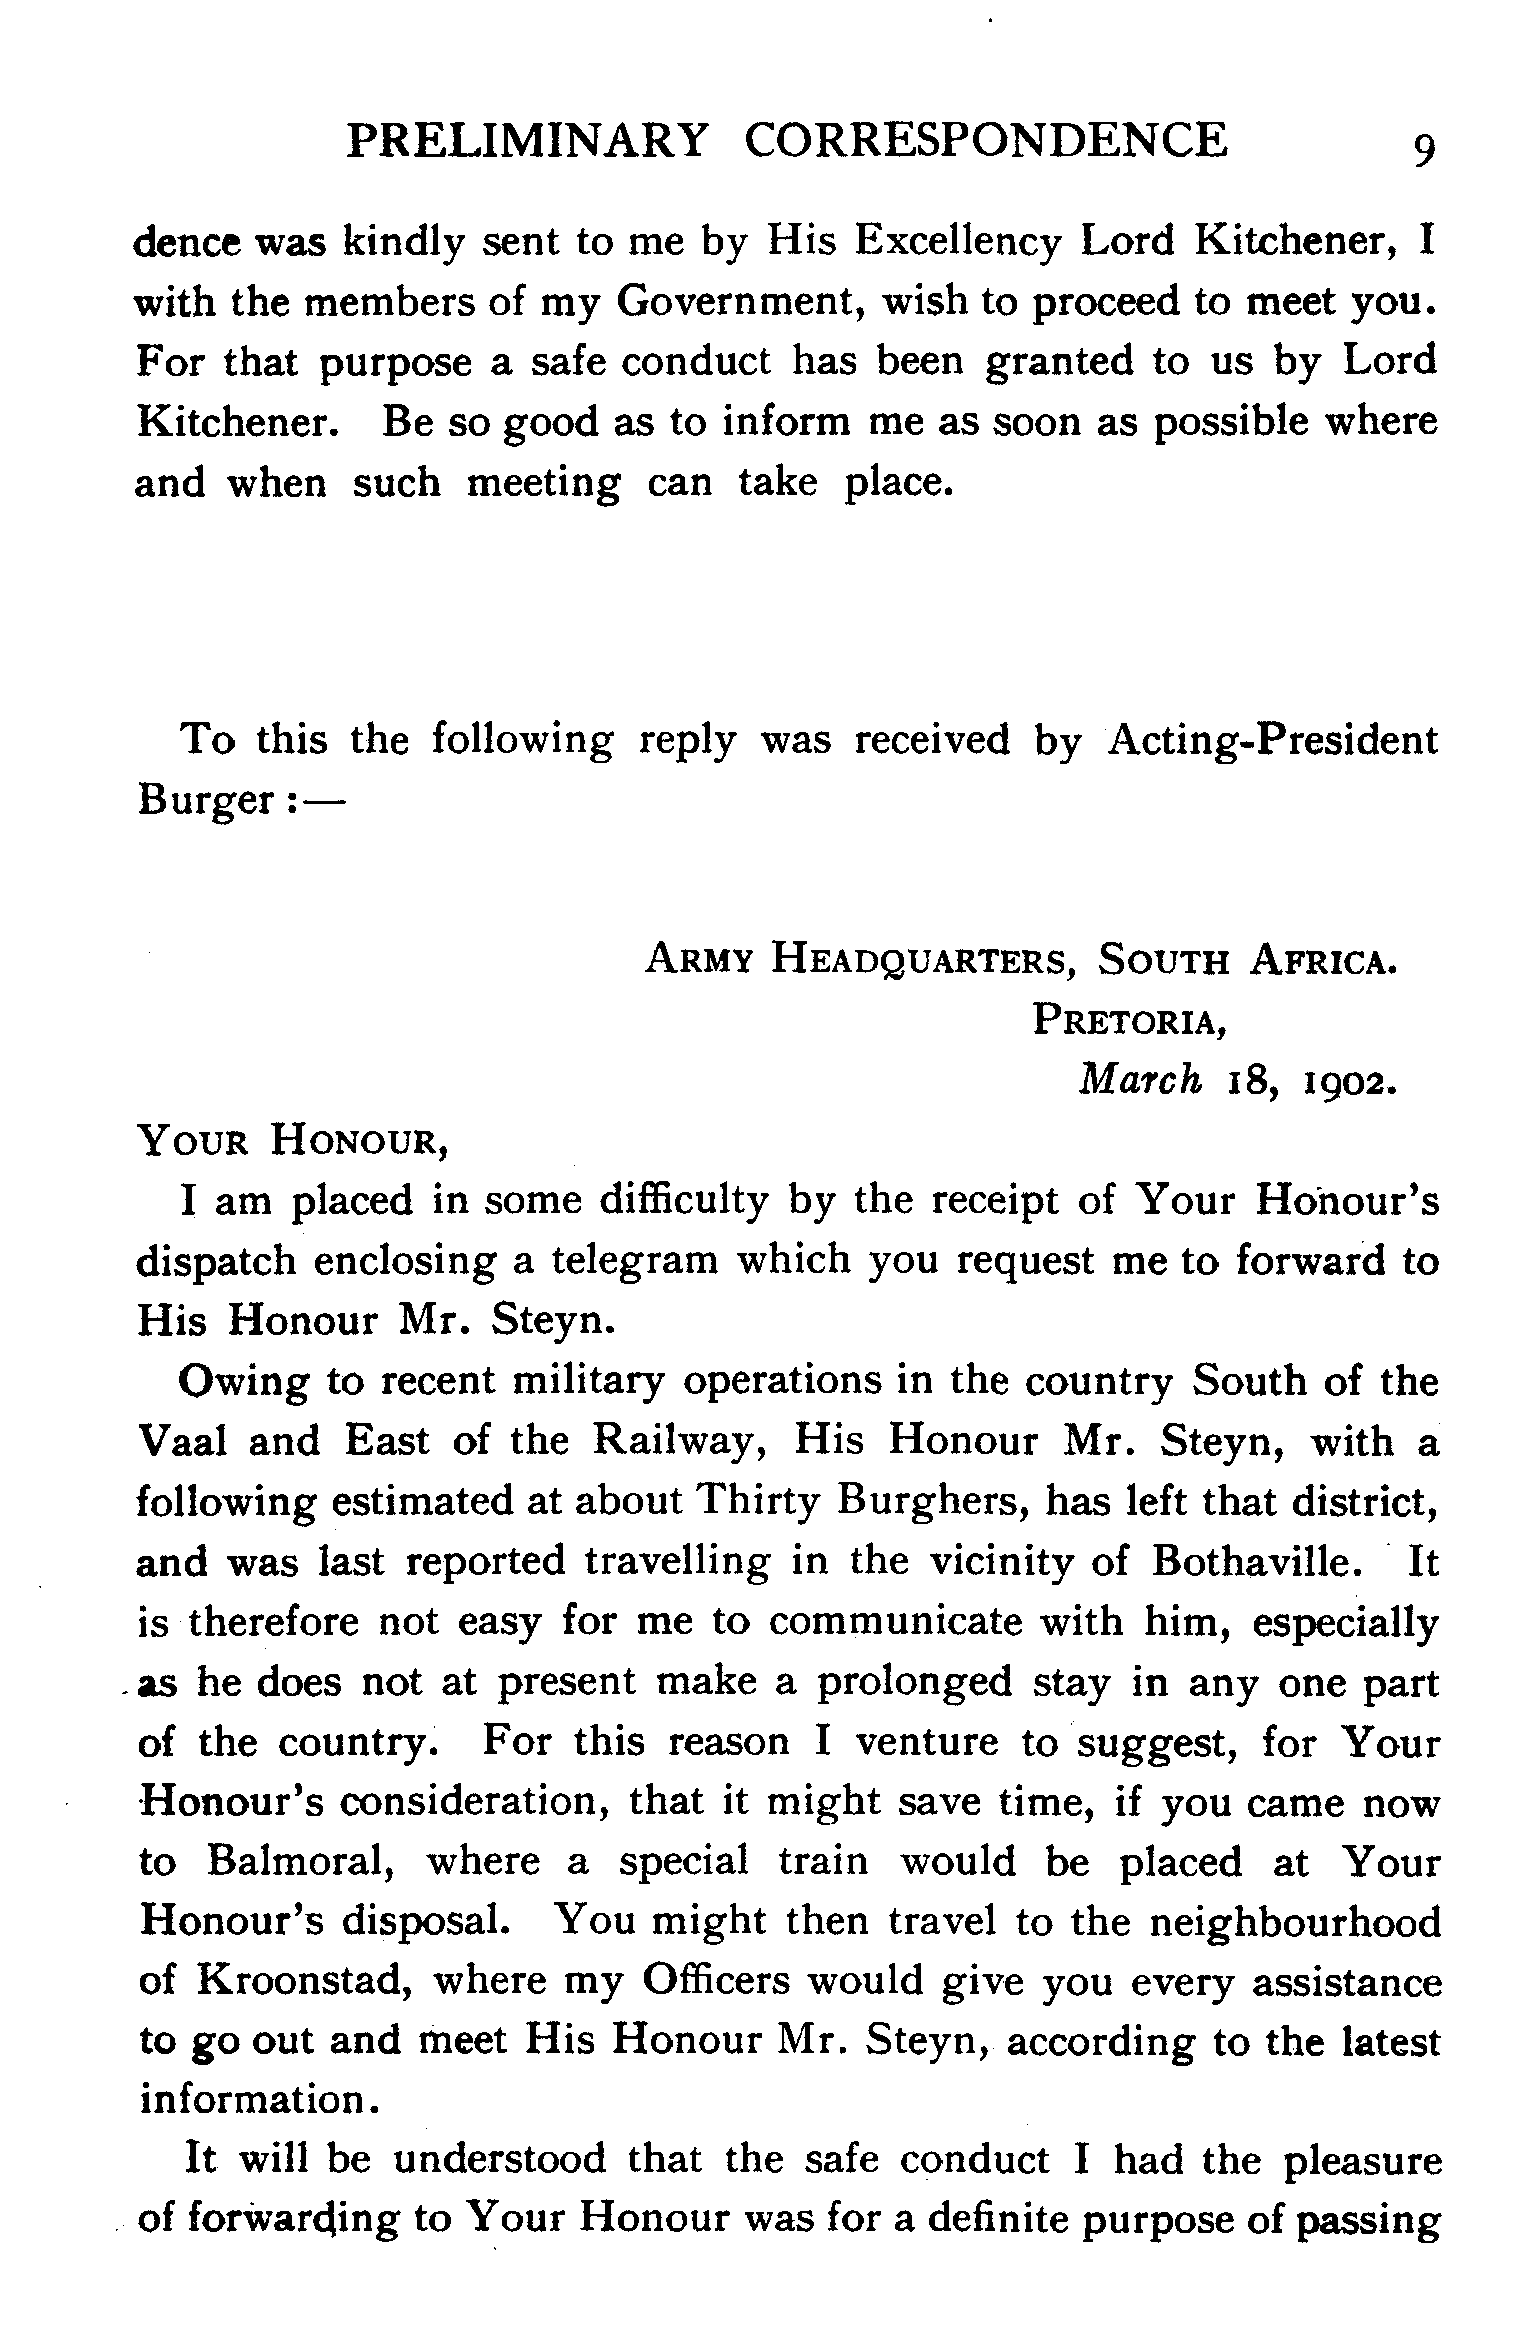 PRELIMINARY CORRESPONDENCE 9
dence was kindly sent to me by His Excellency Lord Kitchener, I
with the members of my Government, wish to proceed to meet you.
For that purpose a safe conduct has been granted to us by Lord
Kitchener. Be so good as to inform me as soon as possible where
and when such meeting can take place.
To this the following reply was received by Acting-President
Burger :—
ARMY HEADQUARTERS, SOUTH AFRICA.
PRETORIA,
March 18, 1902.
YOUR HONOUR,
I am placed in some difficulty by the receipt of Your Honour's
dispatch enclosing a telegram which you request me to forward to
His Honour Mr. Steyn.
Owing to recent military operations in the country South of the
Vaal and East of the Railway, His Honour Mr. Steyn, with a
following estimated at about Thirty Burghers, has left that district,
and was last reported travelling in the vicinity of Bothaville. It
is therefore not easy for me to communicate with him, especially
as he does not at present make a prolonged stay in any one part
of the country. For this reason I venture to suggest, for Your
Honour's consideration, that it might save time, if you came now
to Balmoral, where a special train would be placed at Your
Honour's disposal. You might then travel to the neighbourhood
of Kroonstad, where my Officers would give you every assistance
to go out and meet His Honour Mr. Steyn, according to the latest
information.
It will be understood that the safe conduct I had the pleasure
of forwarding to Your Honour was for a definite purpose of passing